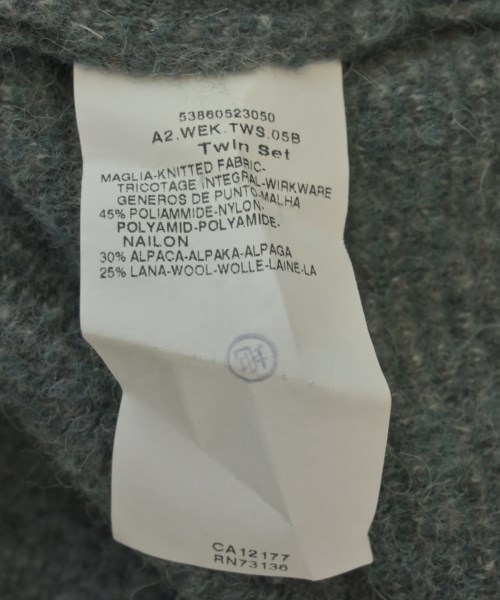 53860523050
A2.WEK.TWS.05B
Twin Set
MAGLIA-KNITTED FABRIC-
TRICOTAGE INTEGRAL-WIRKWARE
GENEROS DE PUNTO-MALHA
45% POLIAMMIDE-NYLON-
POLYAMID-POLYAMIDE-
NAILON
30% ALPACA-ALPAKA-ALPAGA
25% LANA-WOOL-WOLLE-LAINE-LA
CA12177
RN73136